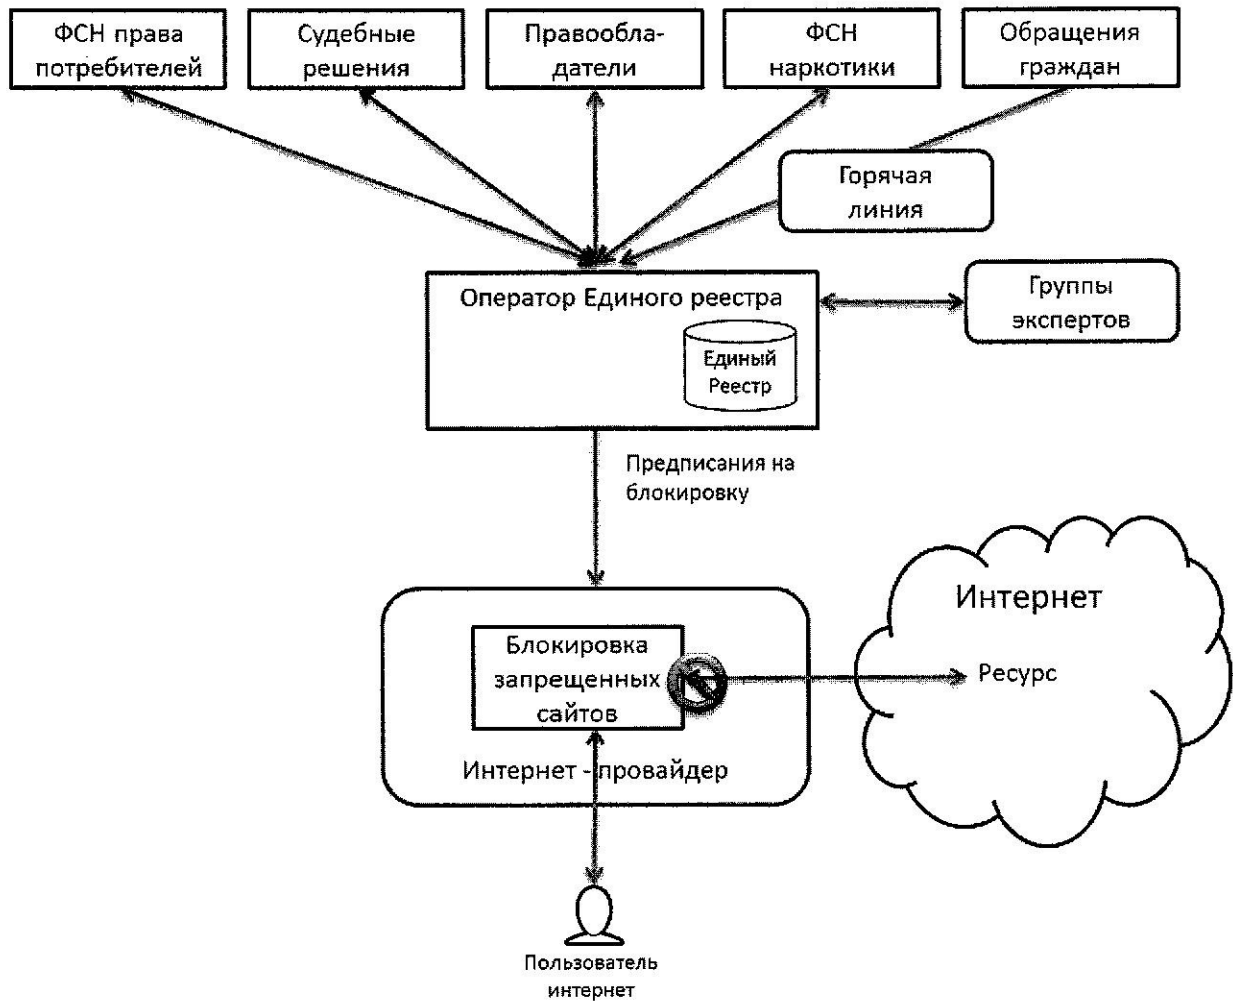 ФСН права
потребителей
Судебные
решения
Правообла-
датели
ФСН
наркотики
Обращения
граждан
Горячая
линия
Оператор Единого реестра
Группы
экспертов
Единый
Реестр
Предписания на
блокировку
Интернет
Блокировка
запрещенных
сайтов
Ресурс
Интернет - провайдер
Пользователь
интернет